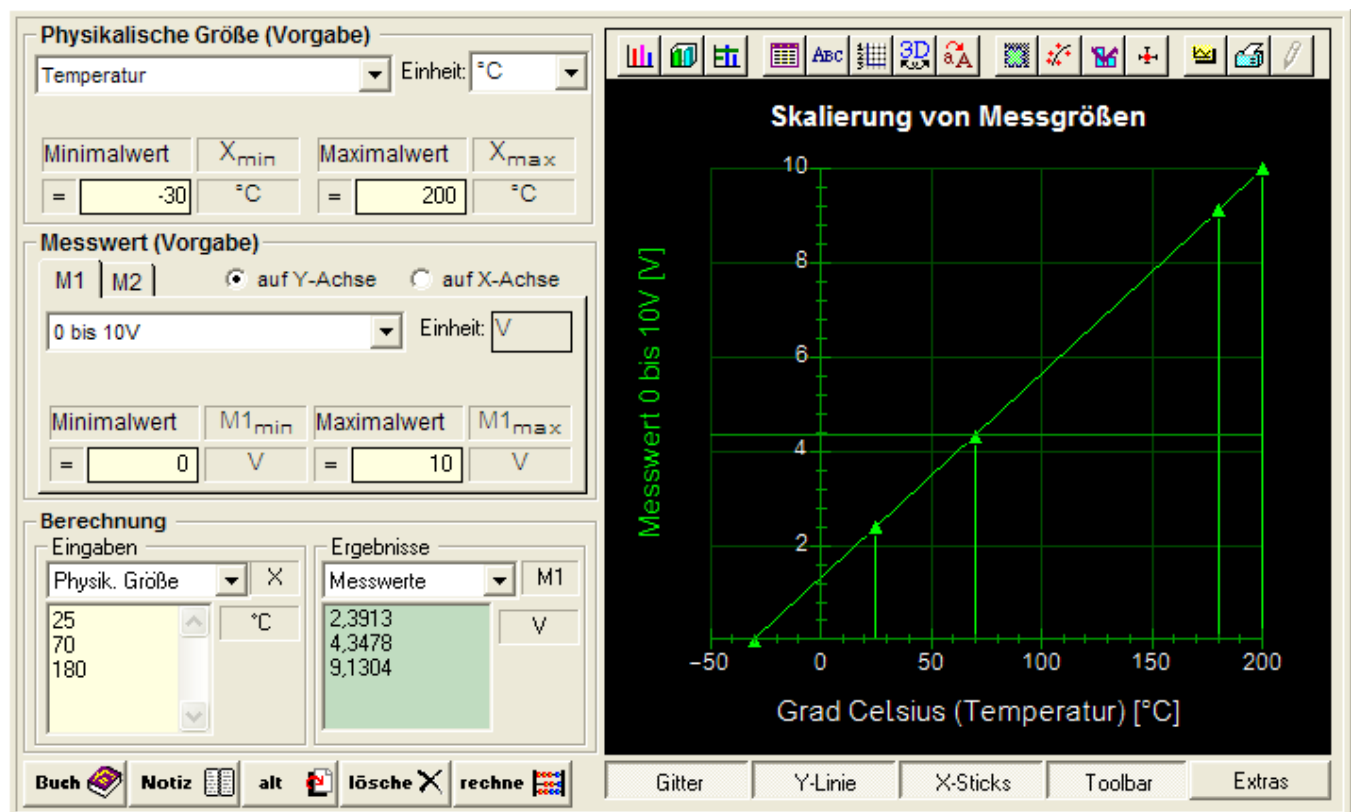 Physikalische Größe (Vorgabe)
Temperatur Einheit: °C
Minimalwert Xmin Maximalwert Xmax
= -30 °C = 200 °C
Messwert (Vorgabe)
M1 M2 auf Y-Achse auf X-Achse
0 bis 10V Einheit: V
Minimalwert M1min Maximalwert M1max
= 0 V = 10 V
Berechnung
Eingaben Ergebnisse
Physik. Größe X Messwerte M1
25 °C 2,3913 V
70 4,3478
180 9,1304
Buch Notiz alt lösche rechne
ABC 3D aA
Skalierung von Messgrößen
10
8
6
4
2
Messwert 0 bis 10V [V]
-50 0 50 100 150 200
Grad Celsius (Temperatur) [°C]
Gitter Y-Linie X-Sticks Toolbar Extras